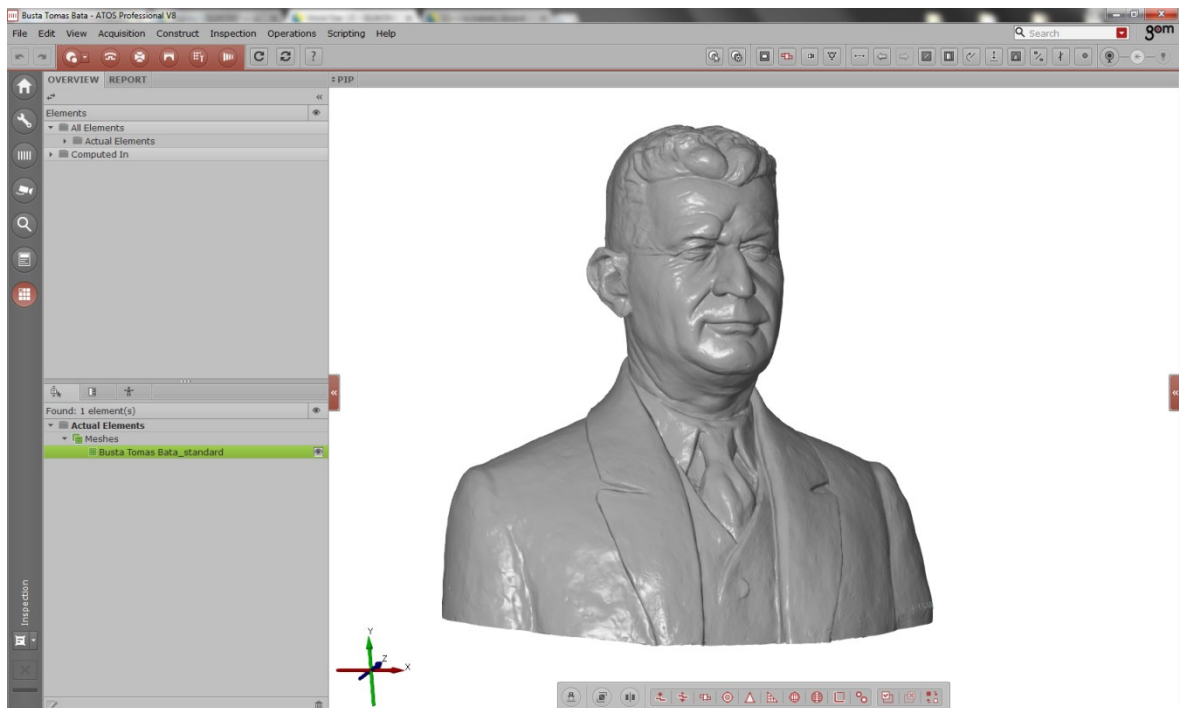 Busta Tomas Bata - ATOS Professional V8
File Edit View Acquisition Construct Inspection Operations Scripting Help
Search
gom
OVERVIEW REPORT
PIP
Elements
All Elements
Actual Elements
Computed In
Found: 1 element(s)
Actual Elements
Meshes
Busta Tomas Bata_standard
Inspection
Y
Z
X